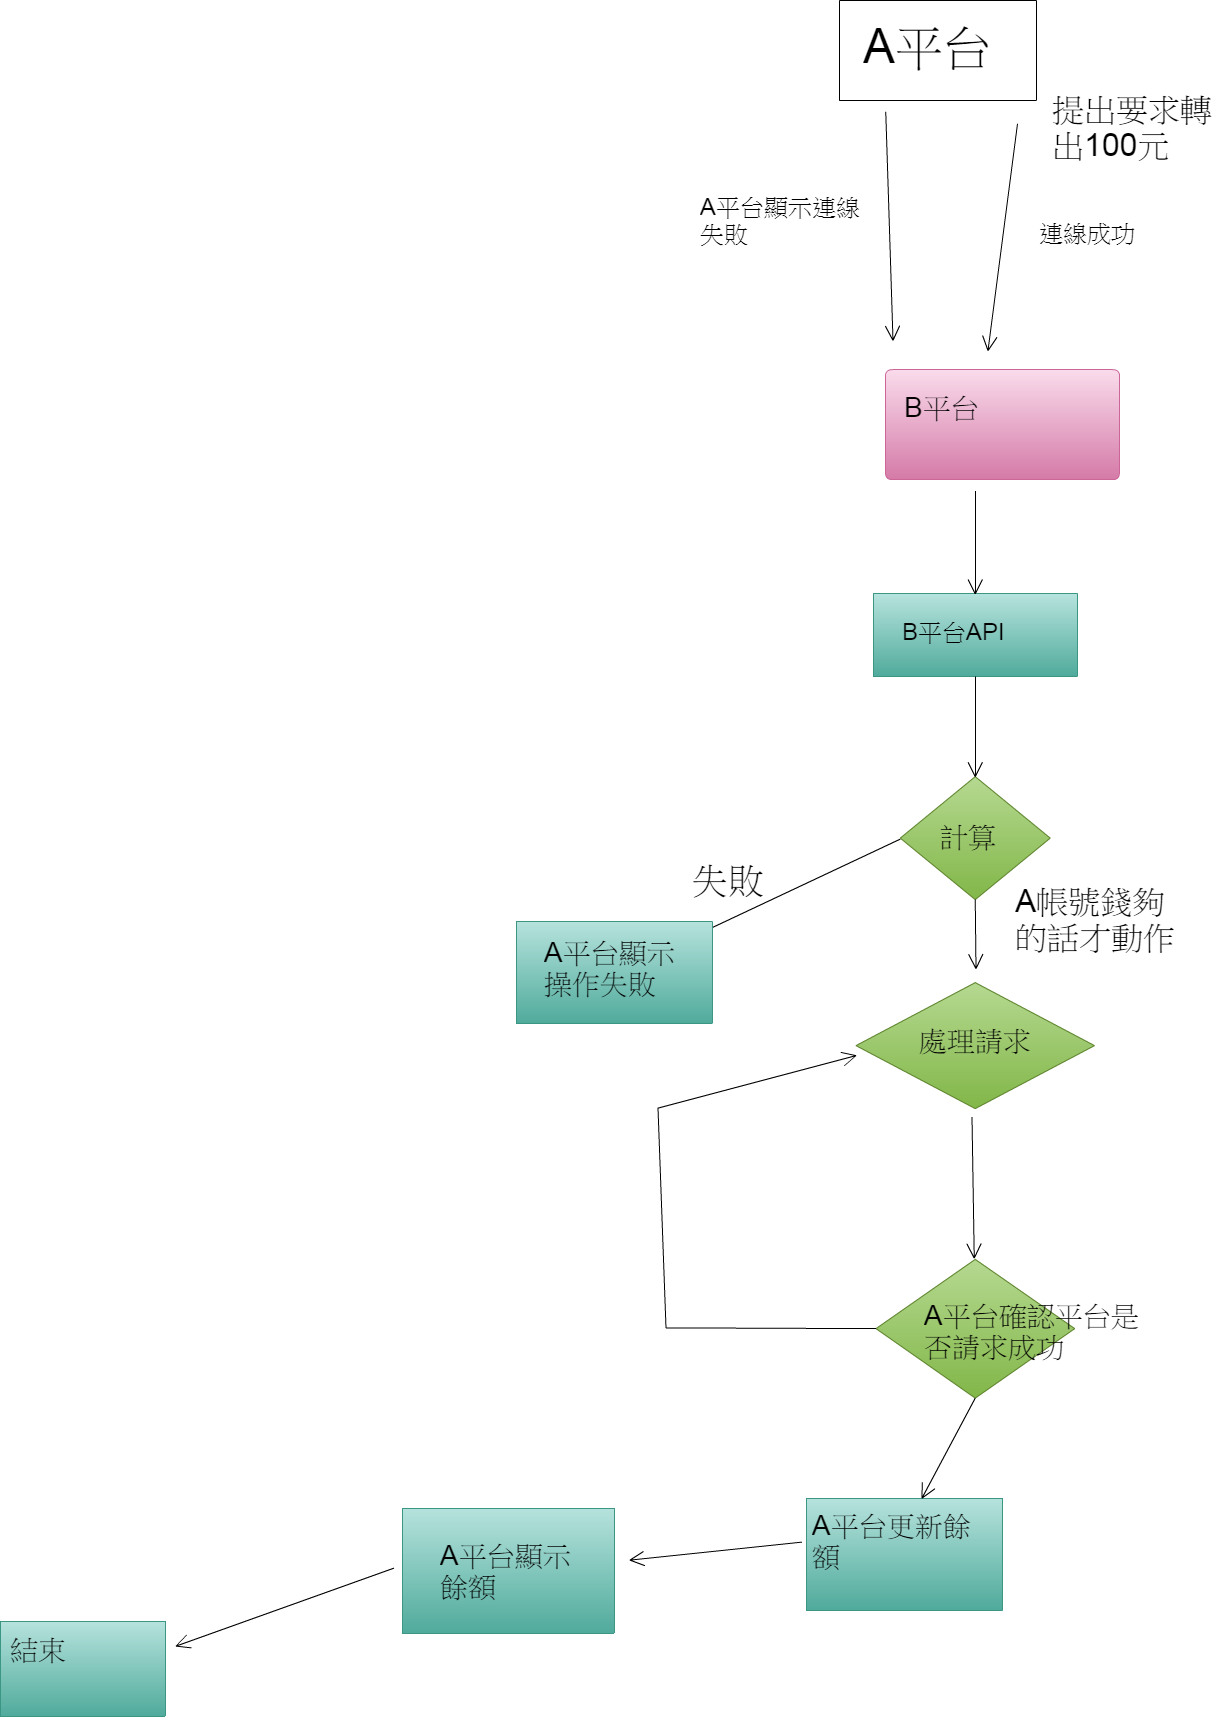 A平台
提出要求轉
出100元
A平台顯示連線
失敗
連線成功
B平台
B平台API
計算
失敗
A帳號錢夠
的話才動作
A平台顯示
操作失敗
處理請求
A平台確認平台是
否請求成功
A平台更新餘
額
A平台顯示
餘額
結束